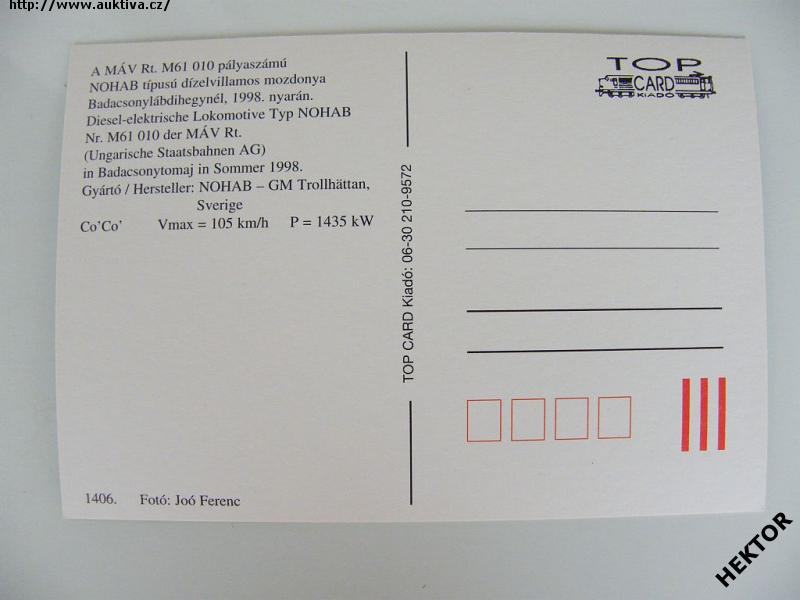 http://www.auktiva.cz/
A MÁV Rt. M61 010 pályaszámú
NOHAB típusú dízelvillamos mozdonya
Badacsonylábdihegynél, 1998. nyarán.
Diesel-elektrische Lokomotive Typ NOHAB
Nr. M61 010 der MÁV Rt.
(Ungarische Staatsbahnen AG)
in Badacsonytomaj in Sommer 1998.
Gyártó / Hersteller: NOHAB – GM Trollhättan,
Sverige
Co'Co' Vmax = 105 km/h P = 1435 kW
1406. Fotó: Joó Ferenc
TOP CARD Kiadó: 06-30 210-9572
TOP
CARD
KIADÓ
HEKTOR